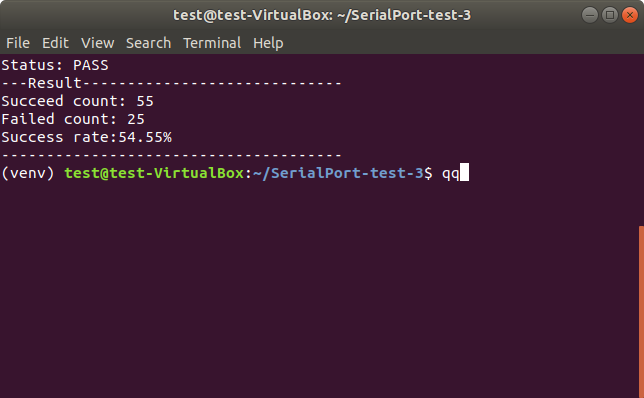 test@test-VirtualBox: ~/SerialPort-test-3
File Edit View Search Terminal Help
Status: PASS
---Result-----------------------------
Succeed count: 55
Failed count: 25
Success rate:54.55%
--------------------------------------
(venv) test@test-VirtualBox:~/SerialPort-test-3$ qq